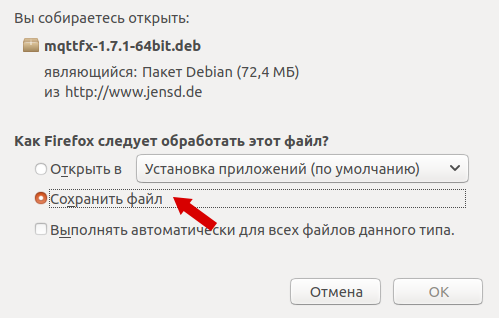 Вы собираетесь открыть:
mqttfx-1.7.1-64bit.deb
являющийся: Пакет Debian (72,4 МБ)
из http://www.jensd.de
Как Firefox следует обработать этот файл?
Открыть в Установка приложений (по умолчанию)
Сохранить файл
Выполнять автоматически для всех файлов данного типа.
Отмена OK